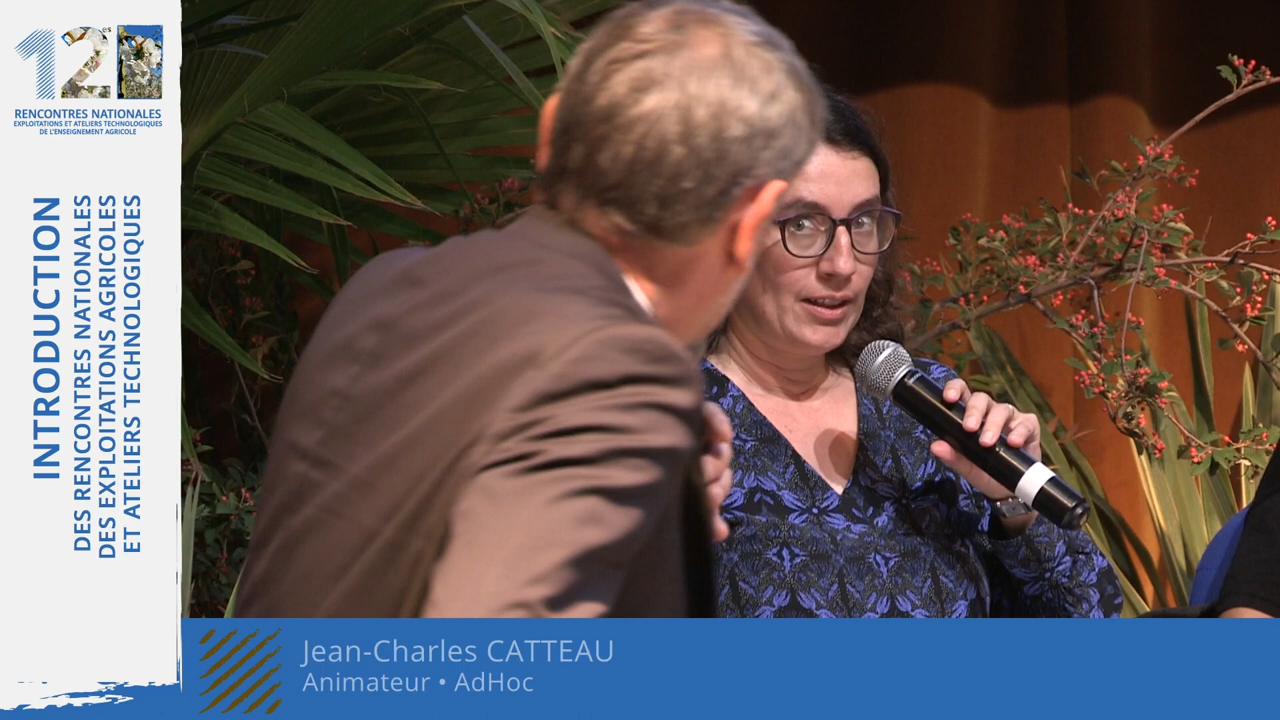 12es
RENCONTRES NATIONALES
EXPLOITATIONS ET ATELIERS TECHNOLOGIQUES
DE L'ENSEIGNEMENT AGRICOLE
INTRODUCTION
DES RENCONTRES NATIONALES
DES EXPLOITATIONS AGRICOLES
ET ATELIERS TECHNOLOGIQUES
Jean-Charles CATTEAU
Animateur • AdHoc